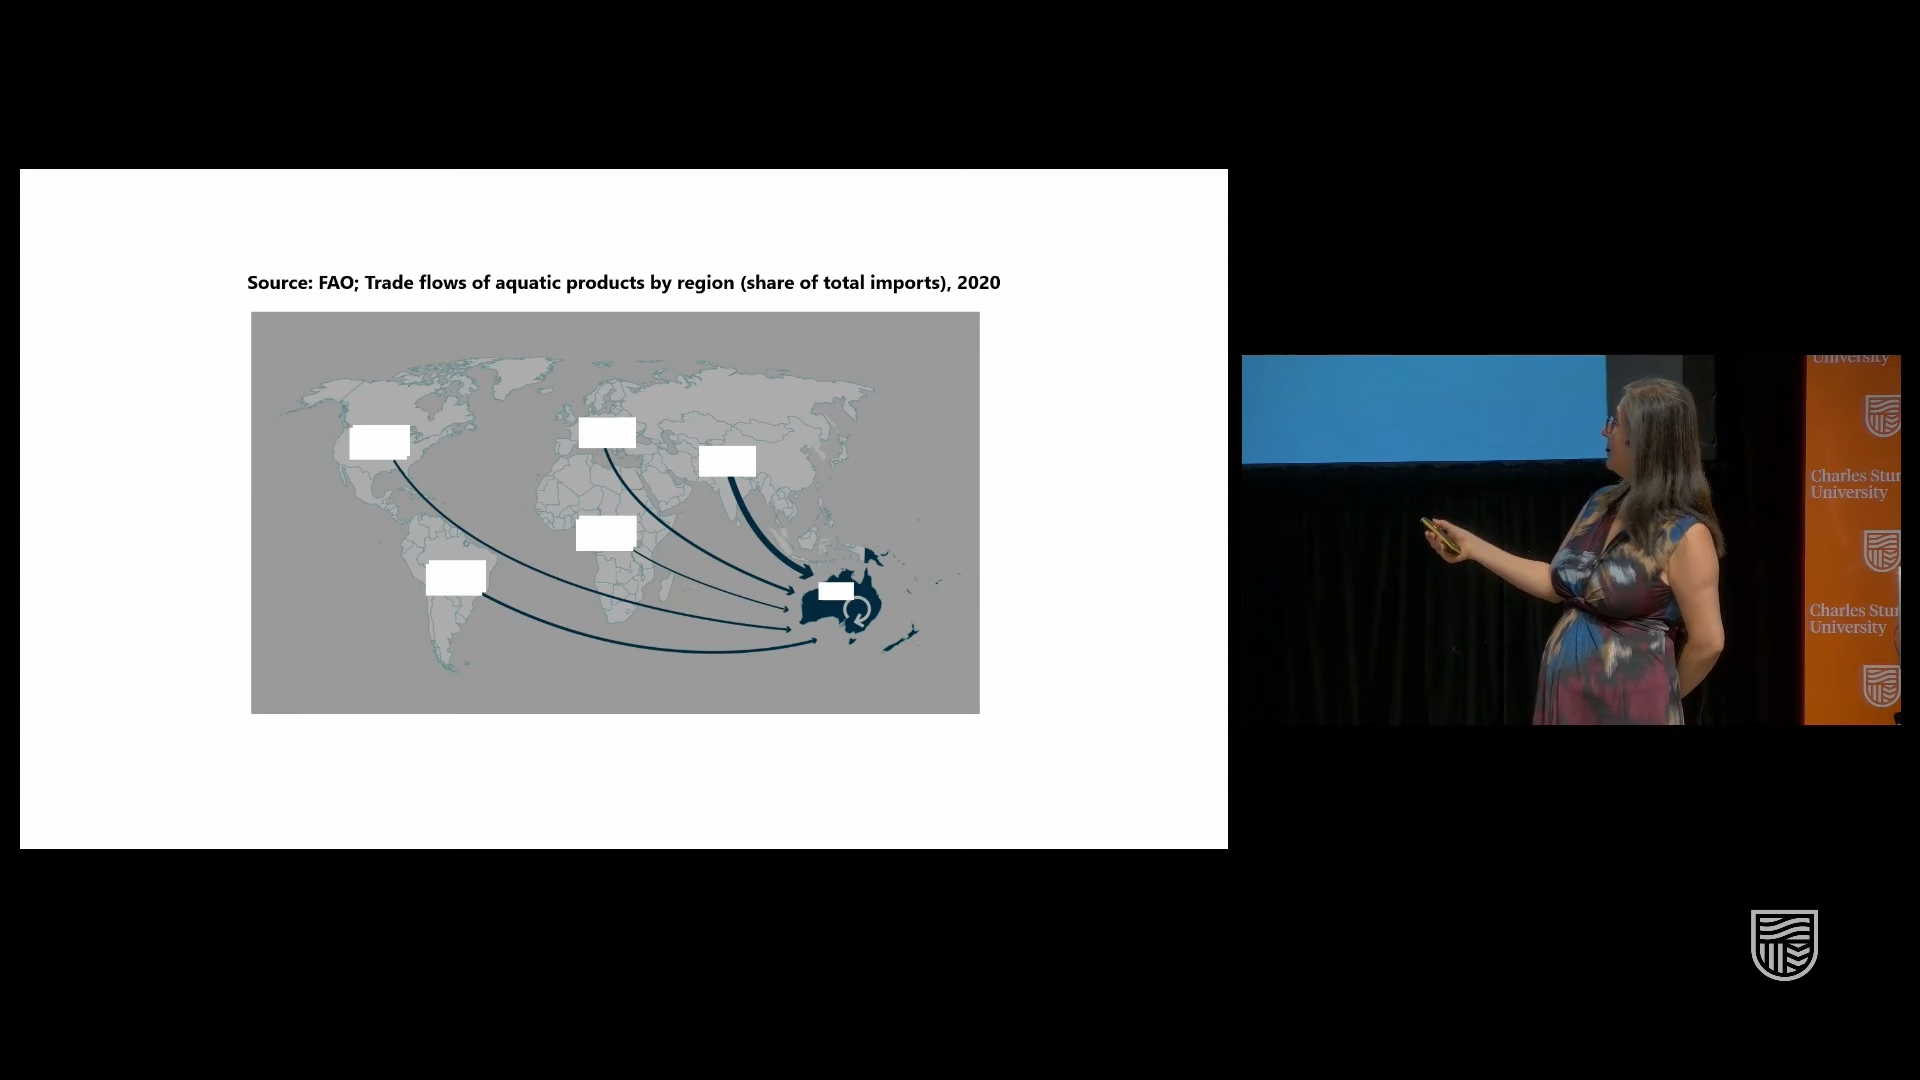 Source: FAO; Trade flows of aquatic products by region (share of total imports), 2020
University
Charles Stur
University
Charles Stur
University